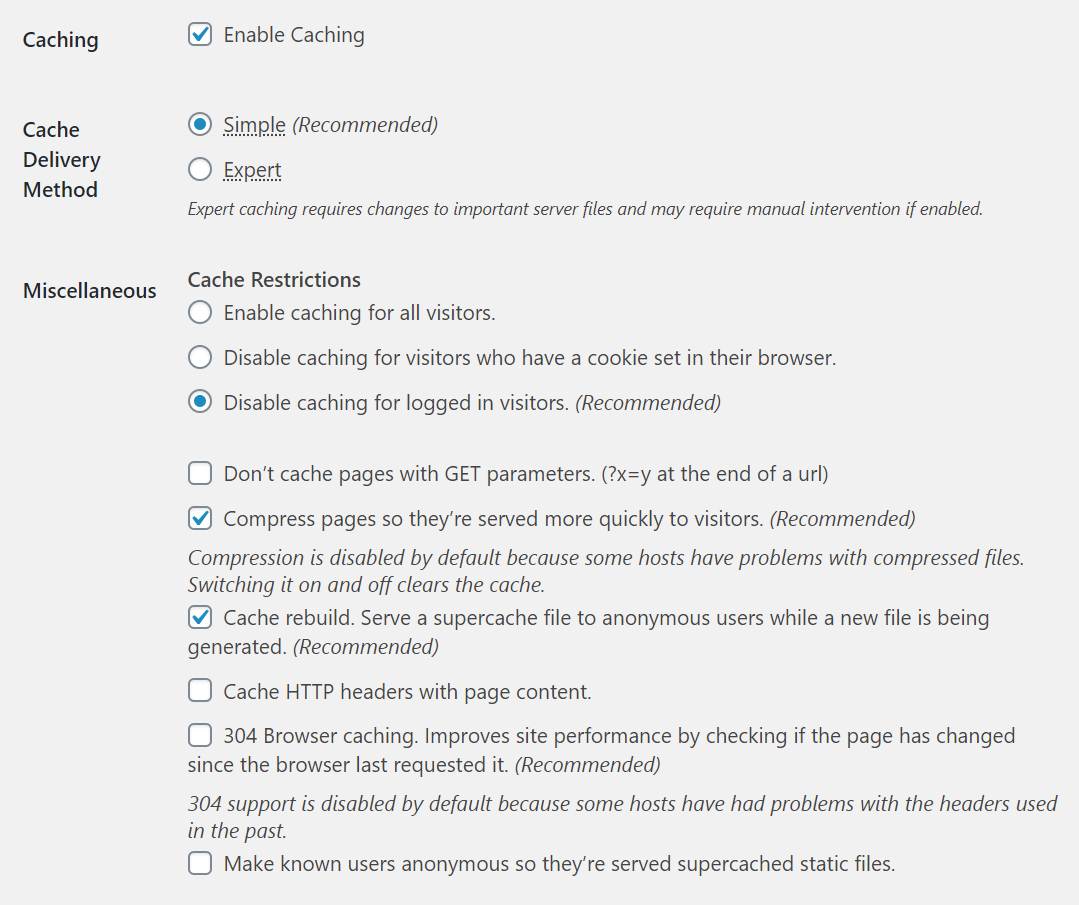 Caching
Enable Caching
Cache
Delivery
Method
Simple (Recommended)
Expert
Expert caching requires changes to important server files and may require manual intervention if enabled.
Miscellaneous
Cache Restrictions
Enable caching for all visitors.
Disable caching for visitors who have a cookie set in their browser.
Disable caching for logged in visitors. (Recommended)
Don’t cache pages with GET parameters. (?x=y at the end of a url)
Compress pages so they’re served more quickly to visitors. (Recommended)
Compression is disabled by default because some hosts have problems with compressed files.
Switching it on and off clears the cache.
Cache rebuild. Serve a supercache file to anonymous users while a new file is being
generated. (Recommended)
Cache HTTP headers with page content.
304 Browser caching. Improves site performance by checking if the page has changed
since the browser last requested it. (Recommended)
304 support is disabled by default because some hosts have had problems with the headers used
in the past.
Make known users anonymous so they’re served supercached static files.